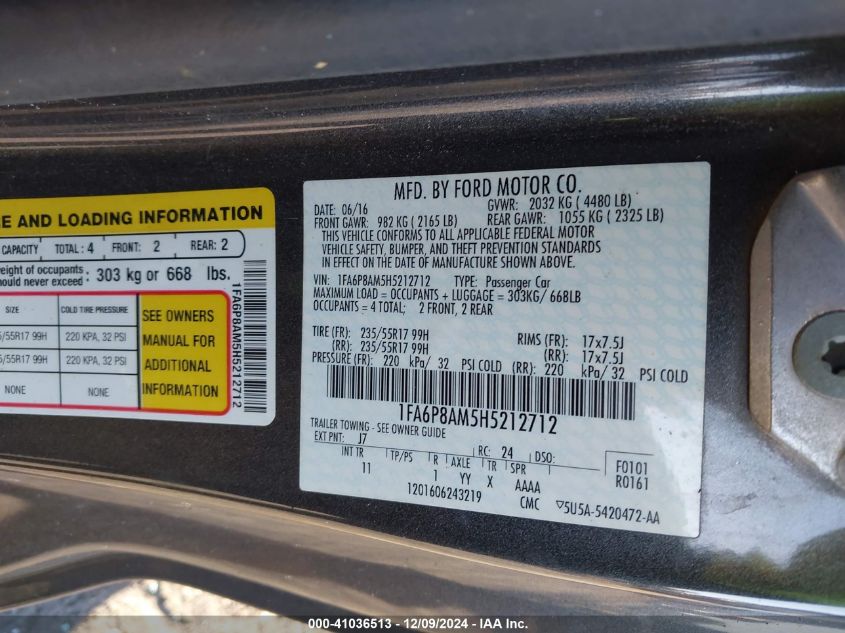 SE AND LOADING INFORMATION
CAPACITY TOTAL: 4 FRONT: 2 REAR: 2
weight of occupants
should never exceed: 303 kg or 668 lbs.
SIZE COLD TIRE PRESSURE
5/55R17 99H 220 KPA, 32 PSI
5/55R17 99H 220 KPA, 32 PSI
NONE NONE
SEE OWNERS
MANUAL FOR
ADDITIONAL
INFORMATION
1FA6P8AM5H5212712
MFD. BY FORD MOTOR CO.
DATE: 06/16 GVWR: 2032 KG ( 4480 LB)
FRONT GAWR: 982 KG ( 2165 LB) REAR GAWR: 1055 KG ( 2325 LB)
THIS VEHICLE CONFORMS TO ALL APPLICABLE FEDERAL MOTOR
VEHICLE SAFETY, BUMPER, AND THEFT PREVENTION STANDARDS
IN EFFECT ON THE DATE OF MANUFACTURE SHOWN ABOVE.
VIN: 1FA6P8AM5H5212712 TYPE: Passenger Car
MAXIMUM LOAD = OCCUPANTS + LUGGAGE = 303KG/ 668LB
OCCUPANTS = 4 TOTAL; 2 FRONT, 2 REAR
TIRE (FR): 235/55R17 99H RIMS (FR): 17x7.5J
(RR): 235/55R17 99H (RR): 17x7.5J
PRESSURE (FR): 220 kPa/ 32 PSI COLD (RR): 220 kPa/ 32 PSI COLD
1FA6P8AM5H5212712
TRAILER TOWING - SEE OWNER GUIDE
EXT PNT: J7 RC: 24 DSO: F0101
INT TR TP/PS R AXLE TR SPR R0161
11 1 YY X AAAA
1201606243219 CMC ▽5U5A-5420472-AA
000-41036513 - 12/09/2024 - IAA Inc.